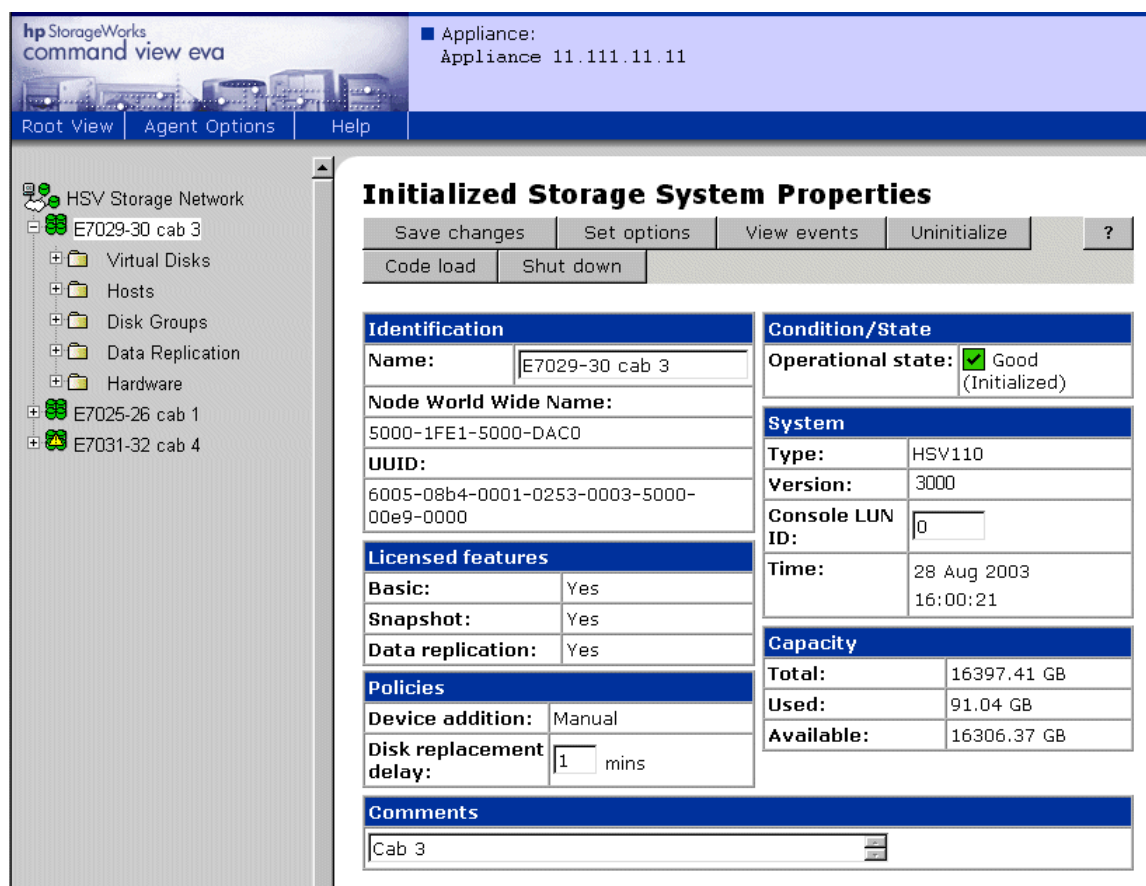 hp StorageWorks
command view eva
Appliance:
Appliance 11.111.11.11
Root View Agent Options Help
HSV Storage Network
E7029-30 cab 3
Virtual Disks
Hosts
Disk Groups
Data Replication
Hardware
E7025-26 cab 1
E7031-32 cab 4
Initialized Storage System Properties
Save changes Set options View events Uninitialize ?
Code load Shut down
Identification
Name: E7029-30 cab 3
Node World Wide Name:
5000-1FE1-5000-DAC0
UUID:
6005-08b4-0001-0253-0003-5000-
00e9-0000
Licensed features
Basic: Yes
Snapshot: Yes
Data replication: Yes
Policies
Device addition: Manual
Disk replacement
delay: 1 mins
Condition/State
Operational state: Good
(Initialized)
System
Type: HSV110
Version: 3000
Console LUN
ID: 0
Time: 28 Aug 2003
16:00:21
Capacity
Total: 16397.41 GB
Used: 91.04 GB
Available: 16306.37 GB
Comments
Cab 3